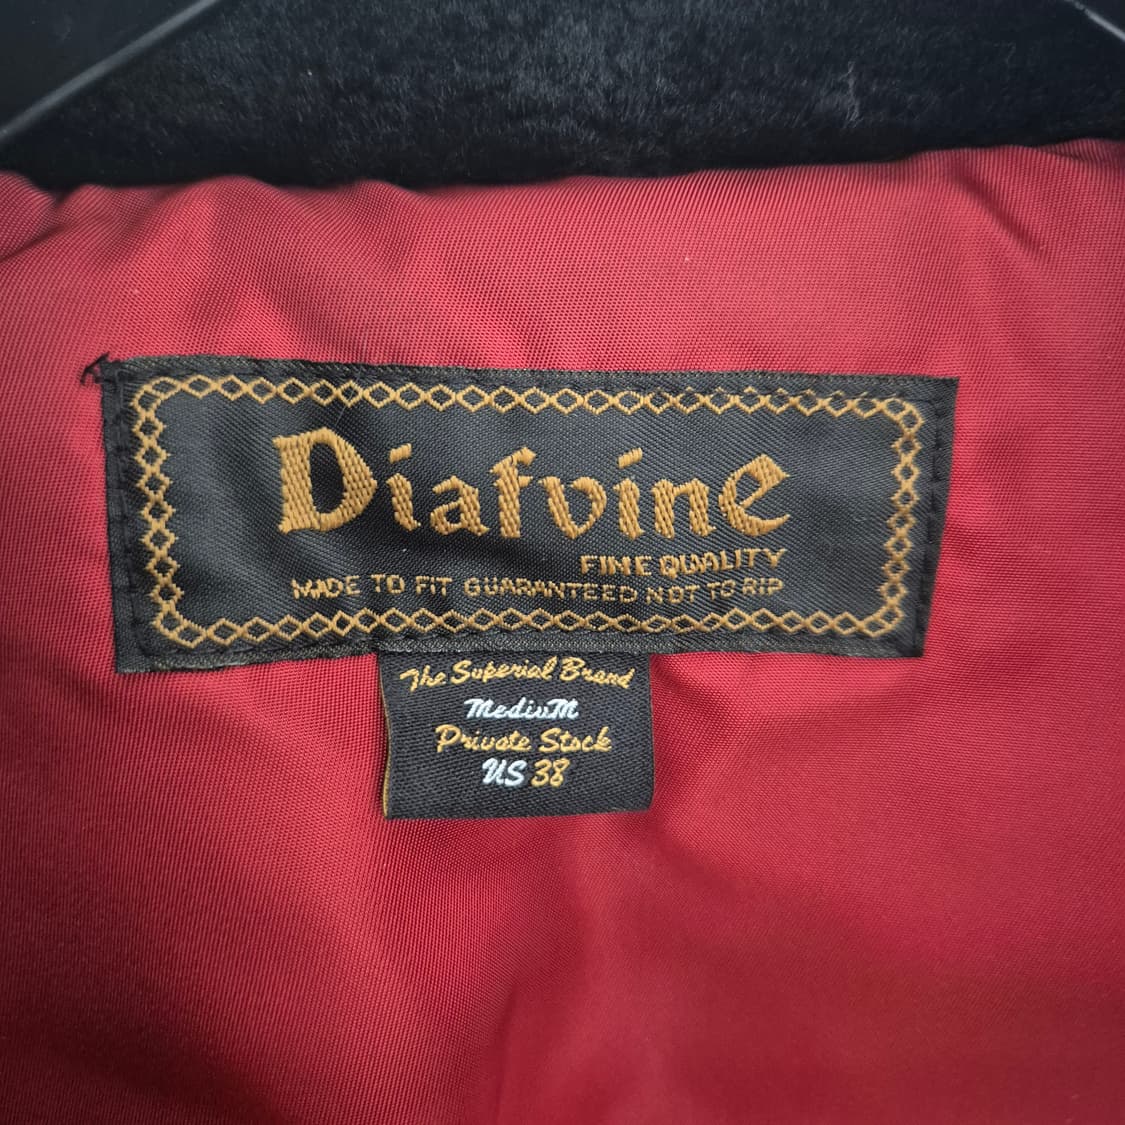 Diafvine
FINE QUALITY
MADE TO FIT GUARANTEED NOT TO RIP
The Superial Brand
Medium
Private Stock
US 38